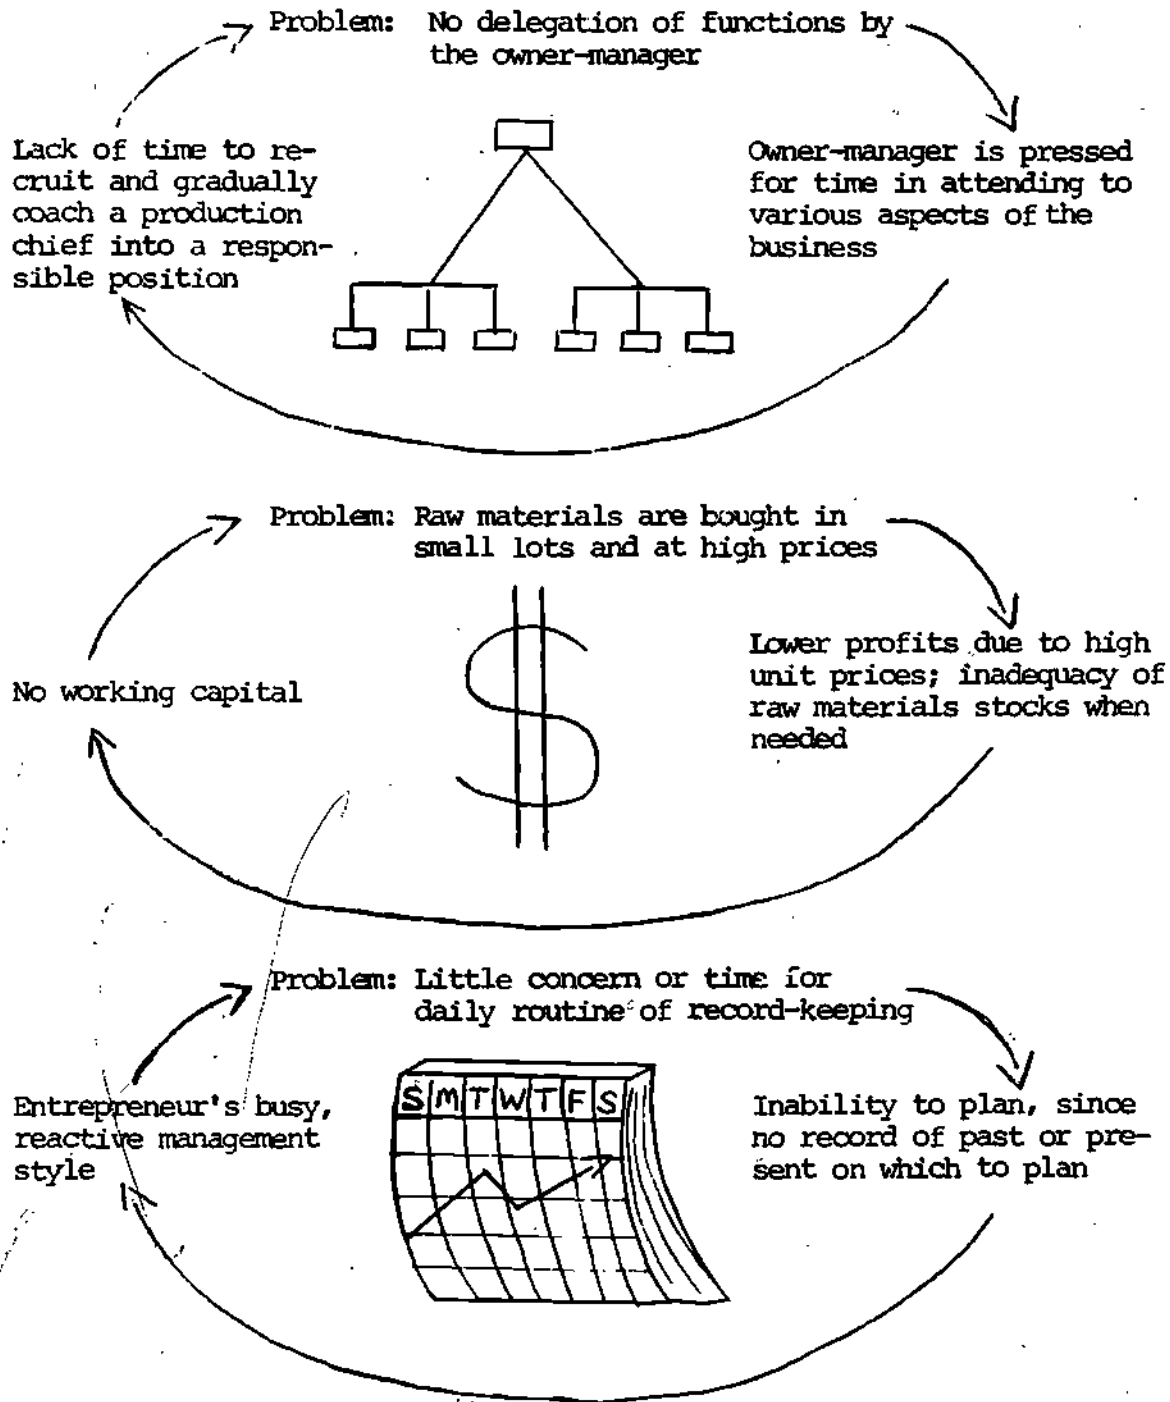 Problem: No delegation of functions by
the owner-manager
Lack of time to re-
cruit and gradually
coach a production
chief into a respon-
sible position
Owner-manager is pressed
for time in attending to
various aspects of the
business
Problem: Raw materials are bought in
small lots and at high prices
No working capital
Lower profits due to high
unit prices; inadequacy of
raw materials stocks when
needed
Problem: Little concern or time for
daily routine of record-keeping
S M T W T F S
Entrepreneur's busy,
reactive management
style
Inability to plan, since
no record of past or pre-
sent on which to plan